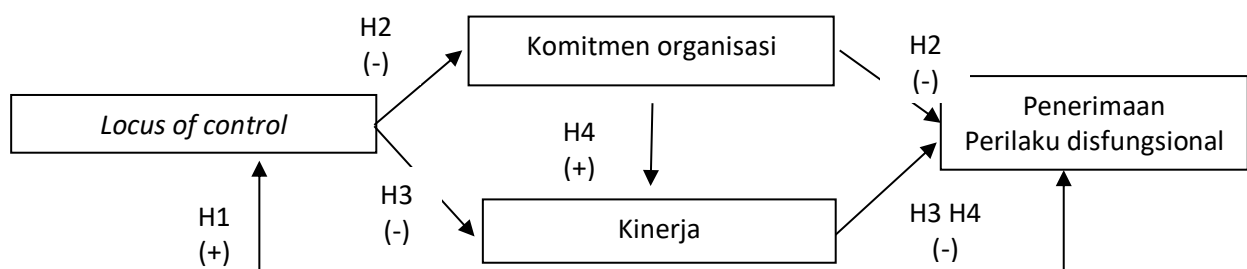 H2
(-)
Komitmen organisasi
H2
(-)
Locus of control
H4
(+)
Penerimaan
Perilaku disfungsional
H1
(+)
H3
(-)
Kinerja
H3 H4
(-)